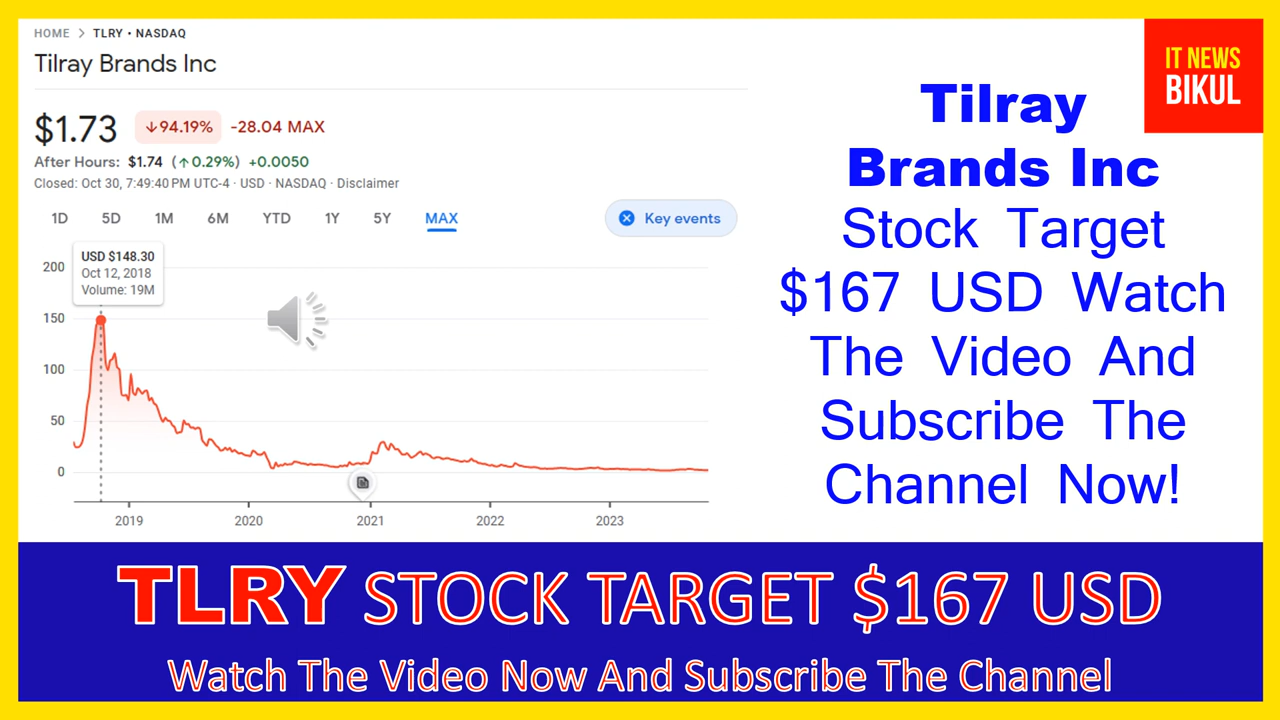 HOME > TLRY • NASDAQ
Tilray Brands Inc
$1.73 ↓94.19% -28.04 MAX
After Hours: $1.74 (↑0.29%) +0.0050
Closed: Oct 30, 7:49:40 PM UTC-4 · USD · NASDAQ · Disclaimer
1D 5D 1M 6M YTD 1Y 5Y MAX Key events
USD $148.30
Oct 12, 2018
Volume: 19M
200
150
100
50
0
2019 2020 2021 2022 2023
IT NEWS
BIKUL
Tilray
Brands Inc
Stock Target
$167 USD Watch
The Video And
Subscribe The
Channel Now!
TLRY STOCK TARGET $167 USD
Watch The Video Now And Subscribe The Channel